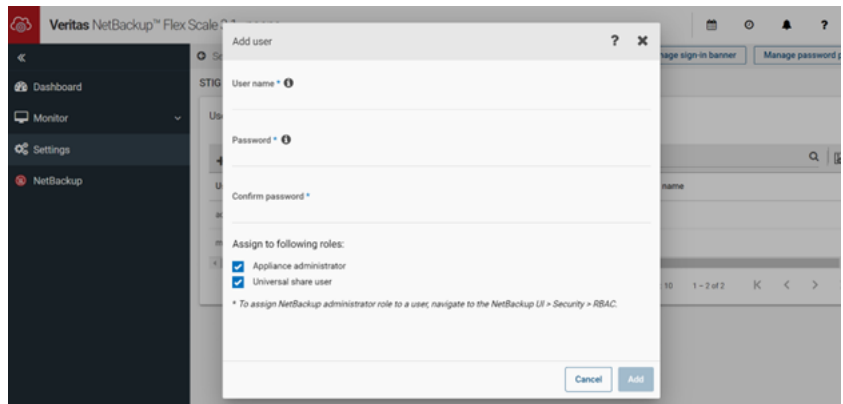 Veritas NetBackup™ Flex Scale
Add user
?
nage sign-in banner
Manage password p
Dashboard
STIG
User name *
Monitor
Password *
Settings
NetBackup
name
Confirm password *
Assign to following roles:
Appliance administrator
Universal share user
10 1 – 2 of 2
* To assign NetBackup administrator role to a user, navigate to the NetBackup UI > Security > RBAC.
Cancel
Add